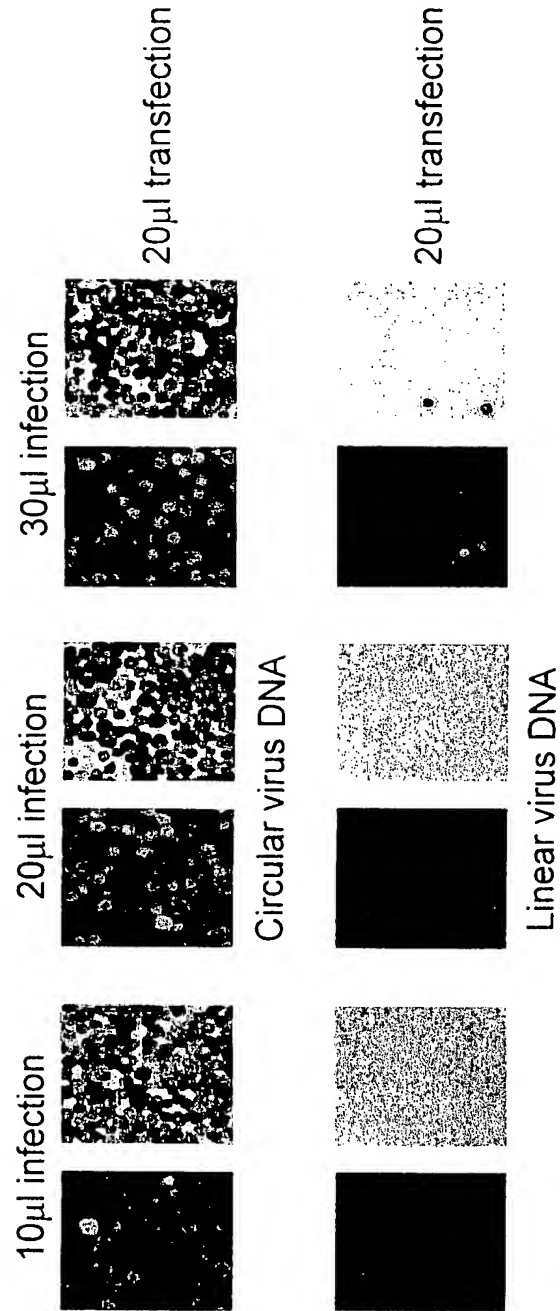 10µl infection
20µl infection
30µl infection
20µl transfection
Circular virus DNA
20µl transfection
Linear virus DNA